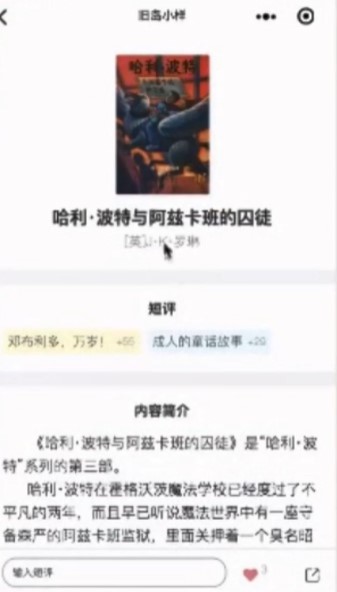 旧岛小样
哈利·波特
哈利·波特与阿兹卡班的囚徒
[英]J·K·罗琳
短评
邓布利多，万岁！ +66
成人的童话故事 +29
内容简介
《哈利·波特与阿兹卡班的囚徒》是“哈利·波
特”系列的第三部。
哈利·波特在霍格沃茨魔法学校已经度过了不
平凡的两年，而且早已听说魔法世界中有一座守
备森严的阿兹卡班监狱，里面关押着一个臭名昭
输入短评
3